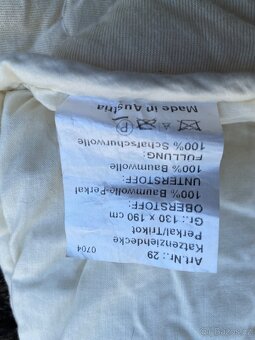 Art.Nr.: 29
Katzenziehdecke
Perkal/Trikot
Gr.: 130 x 190 cm
OBERSTOFF:
100% Baumwolle-Perkal
UNTERSTOFF:
100% Baumwolle
FÜLLUNG:
100% Schafschurwolle
P
Made in Austria
0704